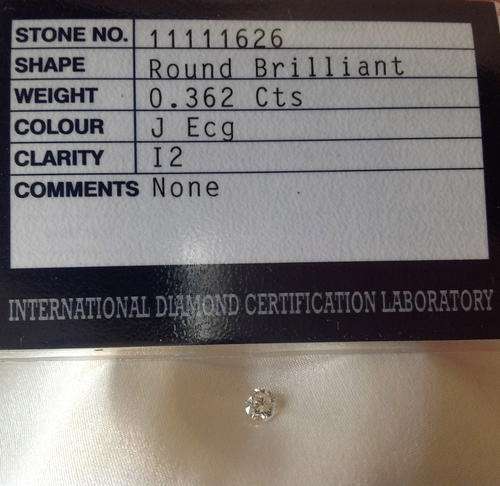 STONE NO. 11111626
SHAPE Round Brilliant
WEIGHT 0.362 Cts
COLOUR J Ecg
CLARITY I2
COMMENTS None
INTERNATIONAL DIAMOND CERTIFICATION LABORATORY